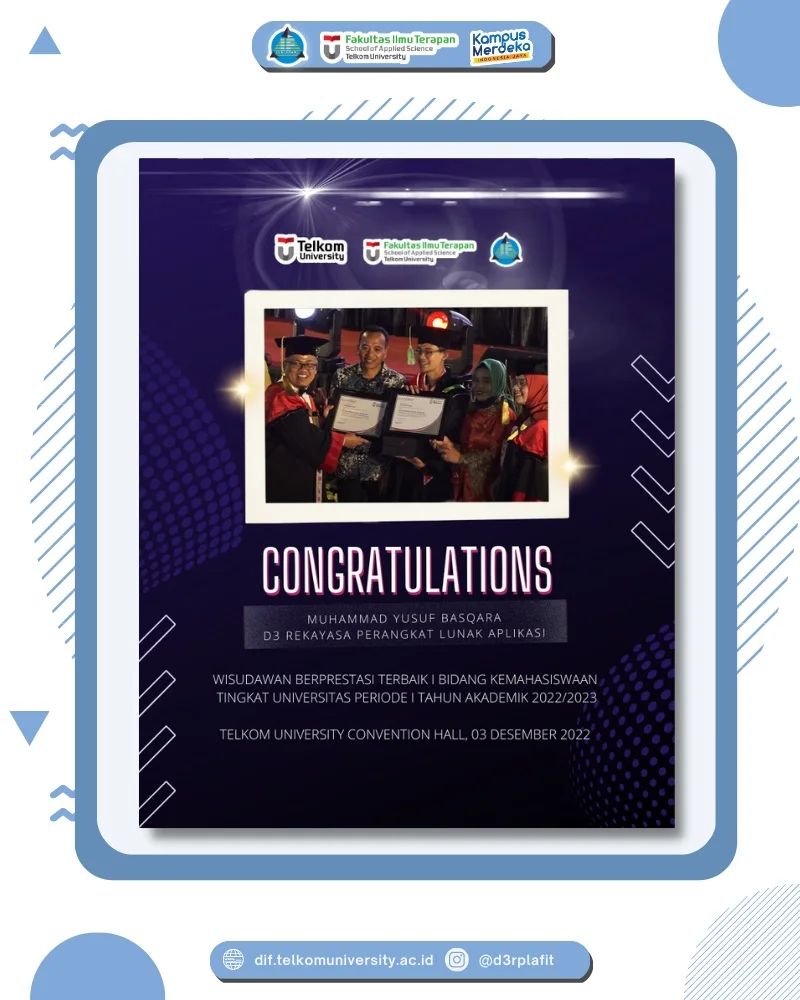 Fakultas Ilmu Terapan
School of Applied Science
Telkom University
Kampus
Merdeka
INDONESIA JAYA
Telkom
University
Fakultas Ilmu Terapan
School of Applied Science
Telkom University
CONGRATULATIONS
MUHAMMAD YUSUF BASQARA
D3 REKAYASA PERANGKAT LUNAK APLIKASI
WISUDAWAN BERPRESTASI TERBAIK I BIDANG KEMAHASISWAAN
TINGKAT UNIVERSITAS PERIODE I TAHUN AKADEMIK 2022/2023
TELKOM UNIVERSITY CONVENTION HALL, 03 DESEMBER 2022
dif.telkomuniversity.ac.id @d3rplafit